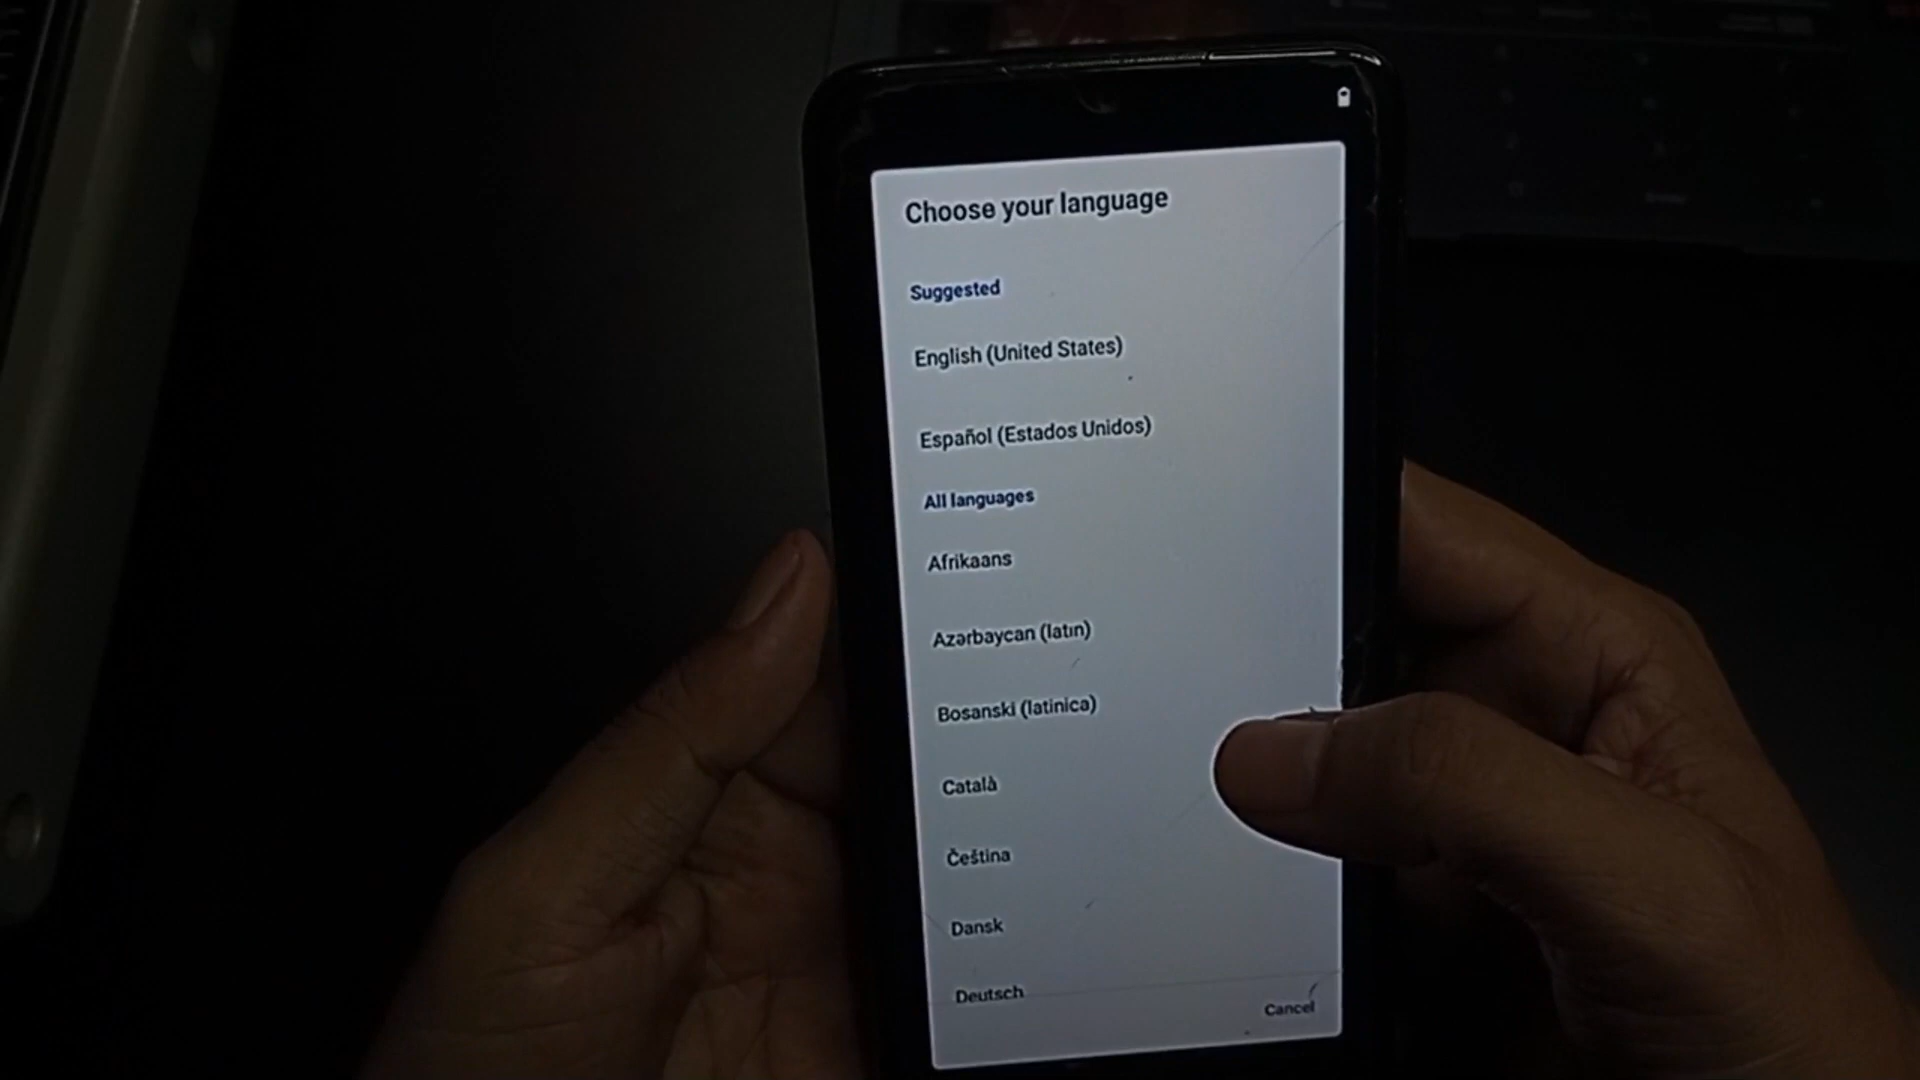 Choose your language
Suggested
English (United States)
Español (Estados Unidos)
All languages
Afrikaans
Azərbaycan (latın)
Bosanski (latinica)
Català
Čeština
Dansk
Deutsch
Cancel